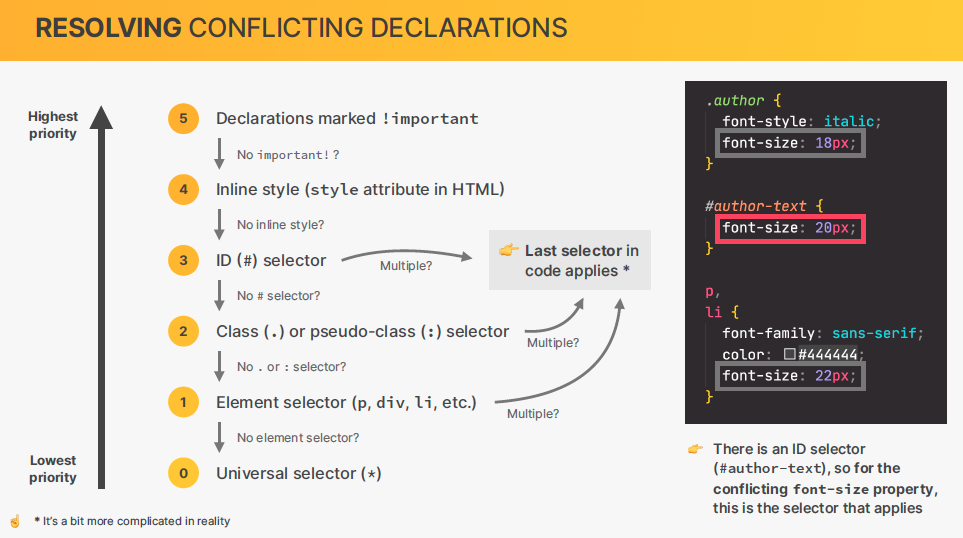 RESOLVING CONFLICTING DECLARATIONS
Highest
priority
Lowest
priority
5 Declarations marked !important
No important! ?
4 Inline style (style attribute in HTML)
No inline style?
3 ID (#) selector
Multiple?
No # selector?
2 Class (.) or pseudo-class (:) selector
Multiple?
No . or : selector?
1 Element selector (p, div, li, etc.)
Multiple?
No element selector?
0 Universal selector (*)
👉 Last selector in
code applies *
.author {
font-style: italic;
font-size: 18px;
}
#author-text {
font-size: 20px;
}
p,
li {
font-family: sans-serif;
color: #444444;
font-size: 22px;
}
👉 There is an ID selector
(#author-text), so for the
conflicting font-size property,
this is the selector that applies
☝ * It's a bit more complicated in reality